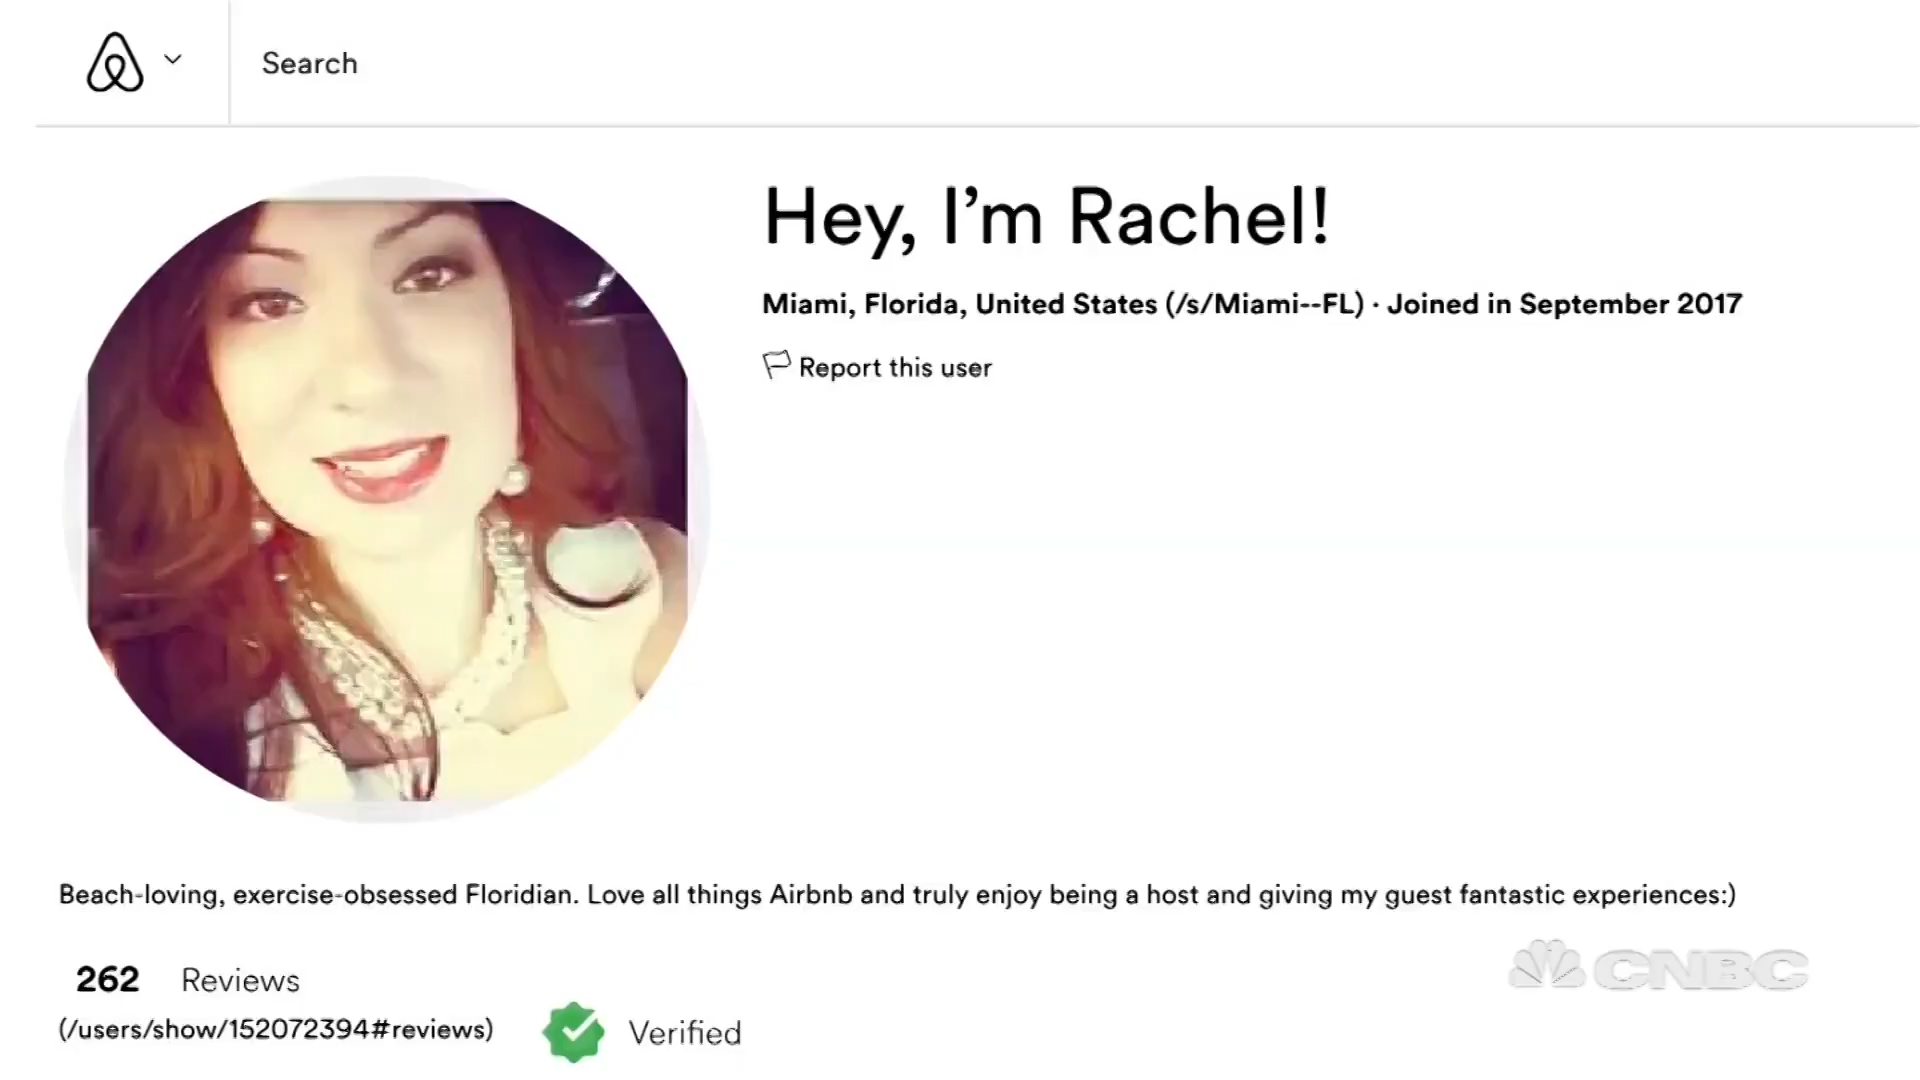 Search
Hey, I’m Rachel!
Miami, Florida, United States (/s/Miami--FL) · Joined in September 2017
Report this user
Beach-loving, exercise-obsessed Floridian. Love all things Airbnb and truly enjoy being a host and giving my guest fantastic experiences:)
CNBC
262 Reviews
(/users/show/152072394#reviews)
Verified